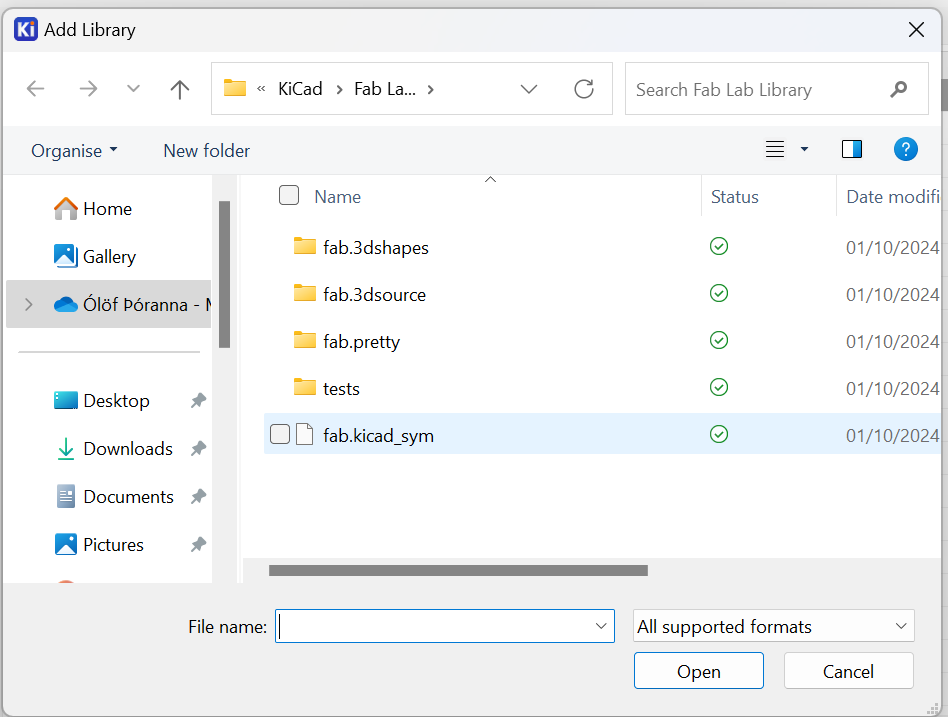 Ki Add Library
« KiCad > Fab La... >
Search Fab Lab Library
Organise New folder
?
Home
Gallery
Ólöf Þóranna -
Desktop
Downloads
Documents
Pictures
Name Status Date modifi
fab.3dshapes 01/10/2024
fab.3dsource 01/10/2024
fab.pretty 01/10/2024
tests 01/10/2024
fab.kicad_sym 01/10/2024
File name: All supported formats
Open Cancel